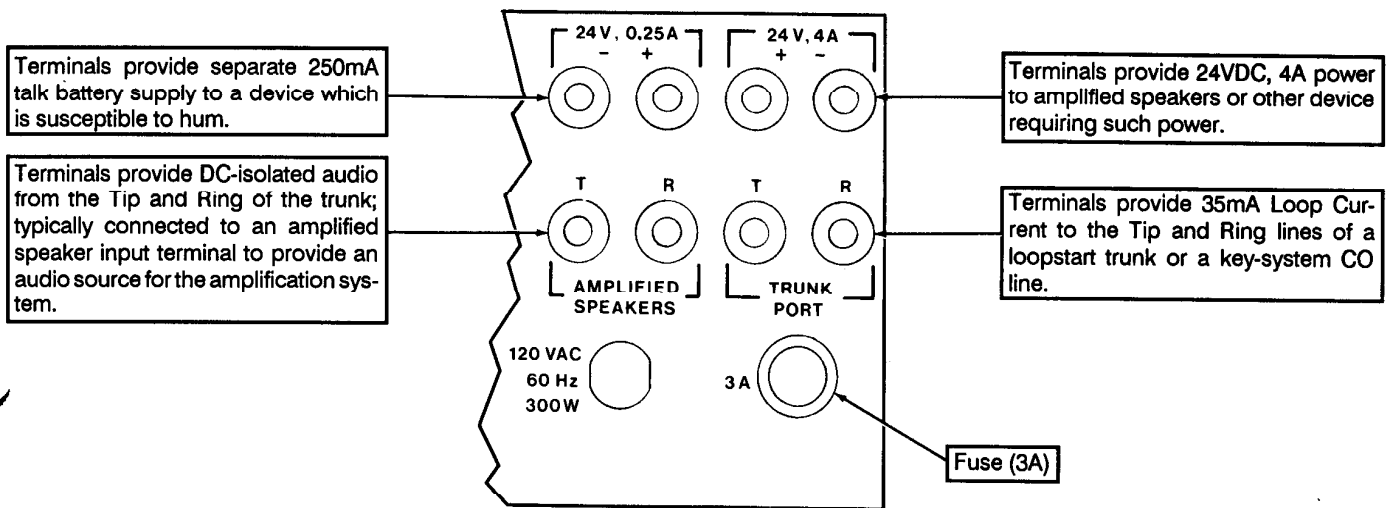 Terminals provide separate 250mA
talk battery supply to a device which
is susceptible to hum.
Terminals provide DC-isolated audio
from the Tip and Ring of the trunk;
typically connected to an amplified
speaker input terminal to provide an
audio source for the amplification sys-
tem.
24V, 0.25A
- +
24V, 4A
+ -
T R T R
AMPLIFIED
SPEAKERS
TRUNK
PORT
120 VAC
60 Hz
300W
3A
Terminals provide 24VDC, 4A power
to amplified speakers or other device
requiring such power.
Terminals provide 35mA Loop Cur-
rent to the Tip and Ring lines of a
loopstart trunk or a key-system CO
line.
Fuse (3A)